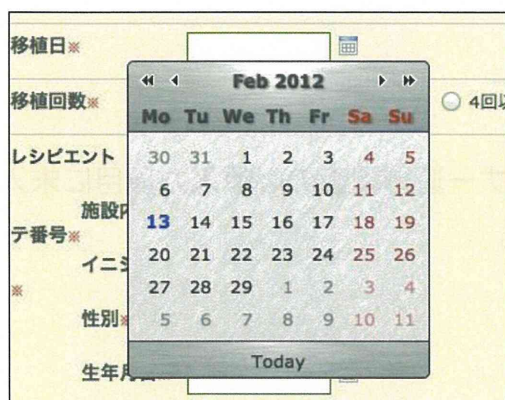 移植日※
Feb 2012
移植回数※
4回
Mo Tu We Th Fr Sa Su
レシピエント
30 31 1 2 3 4 5
6 7 8 9 10 11 12
施設
13 14 15 16 17 18 19
テ番号※
20 21 22 23 24 25 26
イニシ
※
27 28 29 1 2 3 4
性別※
5 6 7 8 9 10 11
Today
生年月